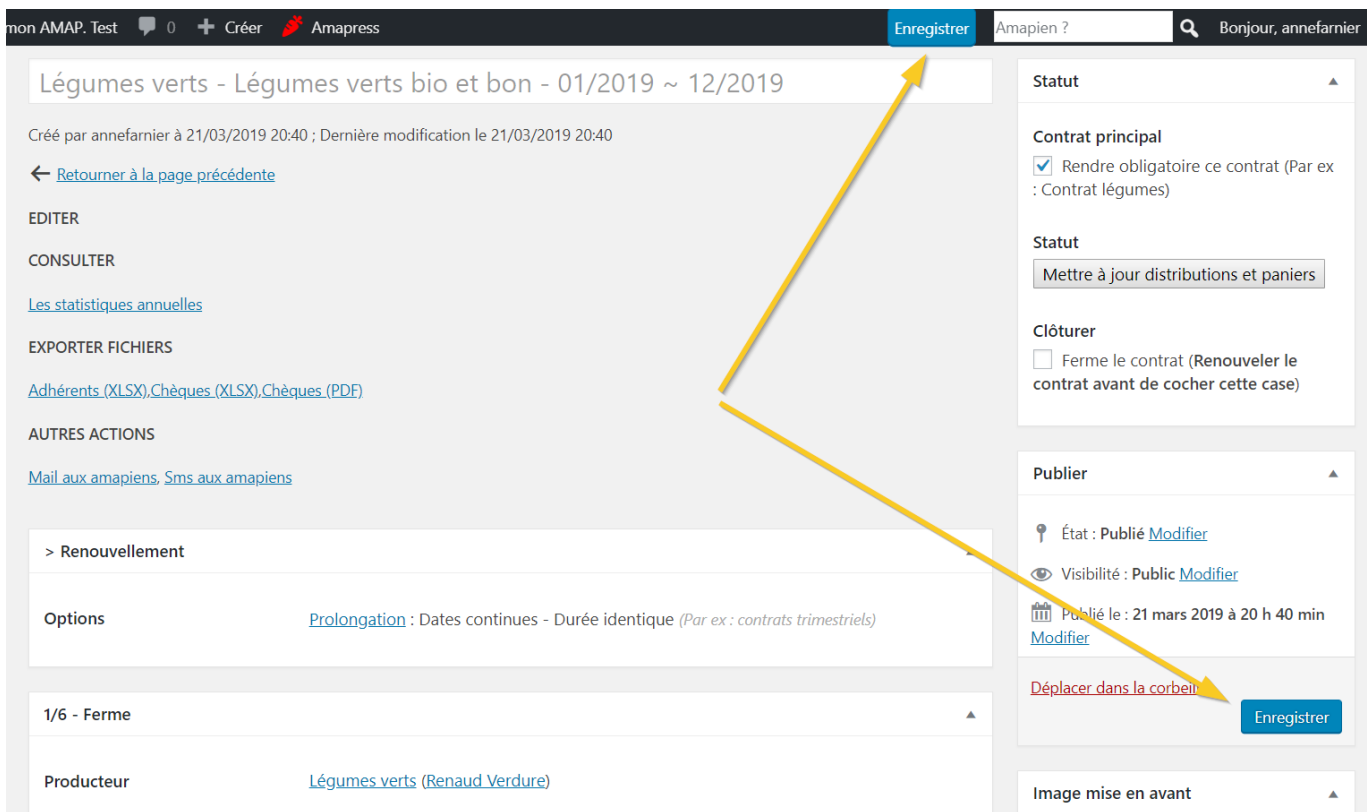 mon AMAP. Test 0 + Créer Amapress Enregistrer Amapien ? Bonjour, annefarnier
Légumes verts - Légumes verts bio et bon - 01/2019 ~ 12/2019
Créé par annefarnier à 21/03/2019 20:40 ; Dernière modification le 21/03/2019 20:40
← Retourner à la page précédente
EDITER
CONSULTER
Les statistiques annuelles
EXPORTER FICHIERS
Adhérents (XLSX),Chèques (XLSX),Chèques (PDF)
AUTRES ACTIONS
Mail aux amapiens, Sms aux amapiens
> Renouvellement
Options Prolongation : Dates continues - Durée identique (Par ex : contrats trimestriels)
1/6 - Ferme
Producteur Légumes verts (Renaud Verdure)
Statut
Contrat principal
Rendre obligatoire ce contrat (Par ex
: Contrat légumes)
Statut
Mettre à jour distributions et paniers
Clôturer
Ferme le contrat (Renouveler le
contrat avant de cocher cette case)
Publier
État : Publié Modifier
Visibilité : Public Modifier
Publié le : 21 mars 2019 à 20 h 40 min
Modifier
Déplacer dans la corbeille
Enregistrer
Image mise en avant